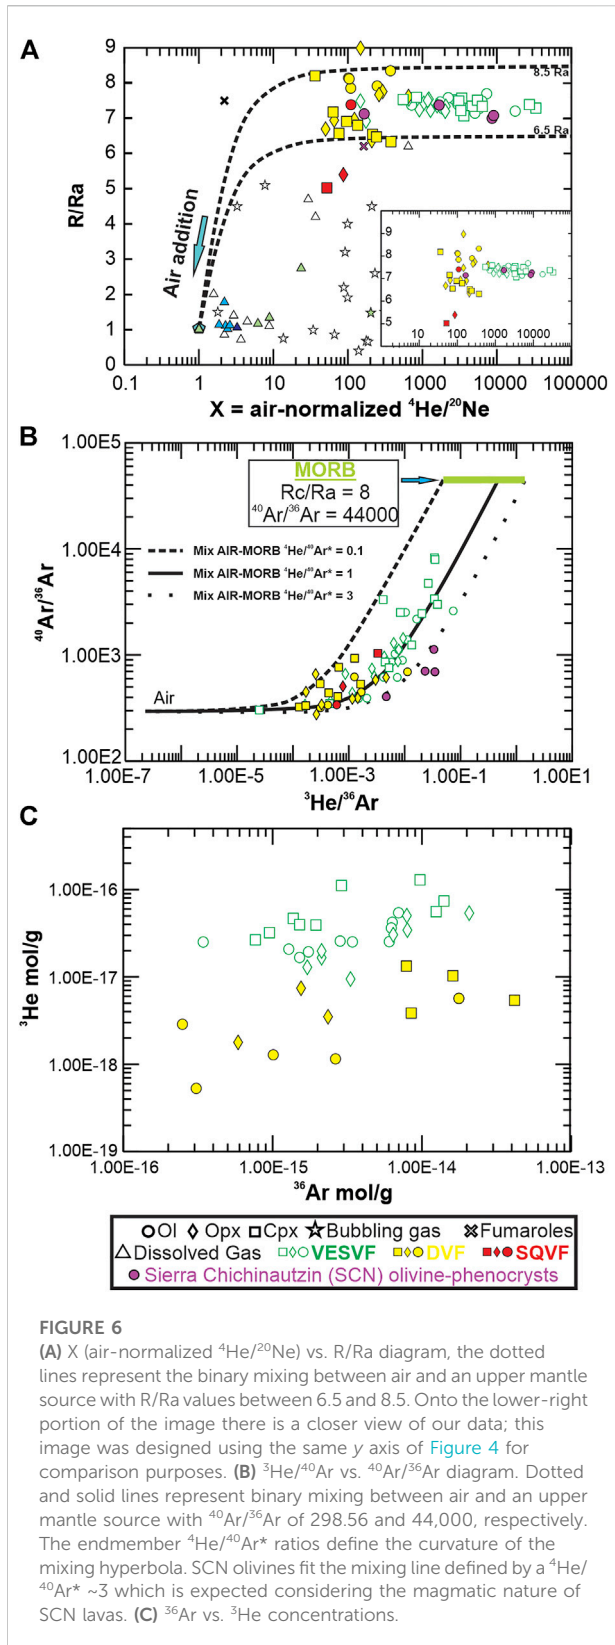 A
9
8
7
6
5
4
3
2
1
0
R/Ra
8.5 Ra
6.5 Ra
Air addition
9
8
7
6
5
10
100
1000
10000
0.1
1
10
100
1000
10000
100000
X = air-normalized ⁴He/²⁰Ne
B
1.00E+5
1.00E+4
1.00E+3
1.00E+2
⁴⁰Ar/³⁶Ar
MORB
Rc/Ra = 8
⁴⁰Ar/³⁶Ar = 44000
Mix AIR-MORB ⁴He/⁴⁰Ar* = 0.1
Mix AIR-MORB ⁴He/⁴⁰Ar* = 1
Mix AIR-MORB ⁴He/⁴⁰Ar* = 3
Air
1.00E-7
1.00E-5
1.00E-3
1.00E-1
1.00E+1
³He/³⁶Ar
C
1.00E-16
1.00E-17
1.00E-18
1.00E-19
³He mol/g
1.00E-16
1.00E-15
1.00E-14
1.00E-13
³⁶Ar mol/g
Ol Opx Cpx Bubbling gas Fumaroles
Dissolved Gas VESVF DVF SQVF
Sierra Chichinautzin (SCN) olivine-phenocrysts
FIGURE 6
(A) X (air-normalized ⁴He/²⁰Ne) vs. R/Ra diagram, the dotted
lines represent the binary mixing between air and an upper mantle
source with R/Ra values between 6.5 and 8.5. Onto the lower-right
portion of the image there is a closer view of our data; this
image was designed using the same y axis of Figure 4 for
comparison purposes. (B) ³He/⁴⁰Ar vs. ⁴⁰Ar/³⁶Ar diagram. Dotted
and solid lines represent binary mixing between air and an upper
mantle source with ⁴⁰Ar/³⁶Ar of 298.56 and 44,000, respectively.
The endmember ⁴He/⁴⁰Ar* ratios define the curvature of the
mixing hyperbola. SCN olivines fit the mixing line defined by a ⁴He/
⁴⁰Ar* ~3 which is expected considering the magmatic nature of
SCN lavas. (C) ³⁶Ar vs. ³He concentrations.